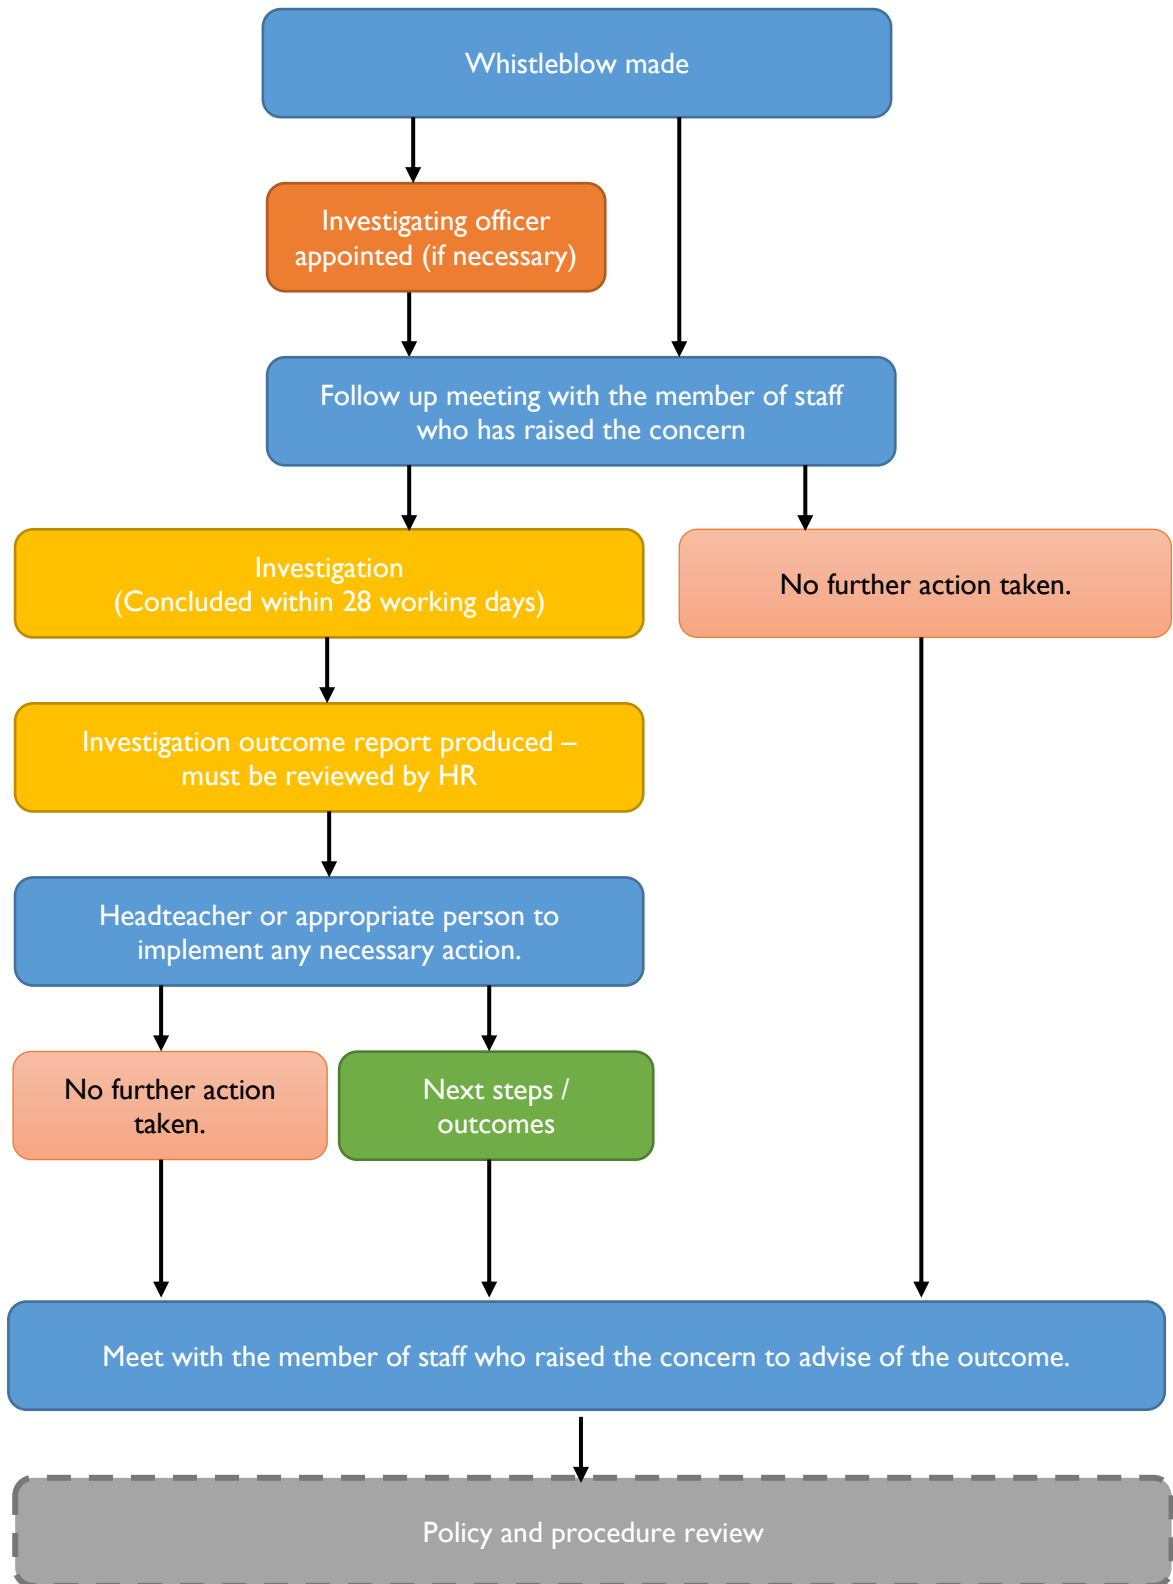 Whistleblow made
Investigating officer
appointed (if necessary)
Follow up meeting with the member of staff
who has raised the concern
Investigation
(Concluded within 28 working days)
No further action taken.
Investigation outcome report produced –
must be reviewed by HR
Headteacher or appropriate person to
implement any necessary action.
No further action
taken.
Next steps /
outcomes
Meet with the member of staff who raised the concern to advise of the outcome.
Policy and procedure review